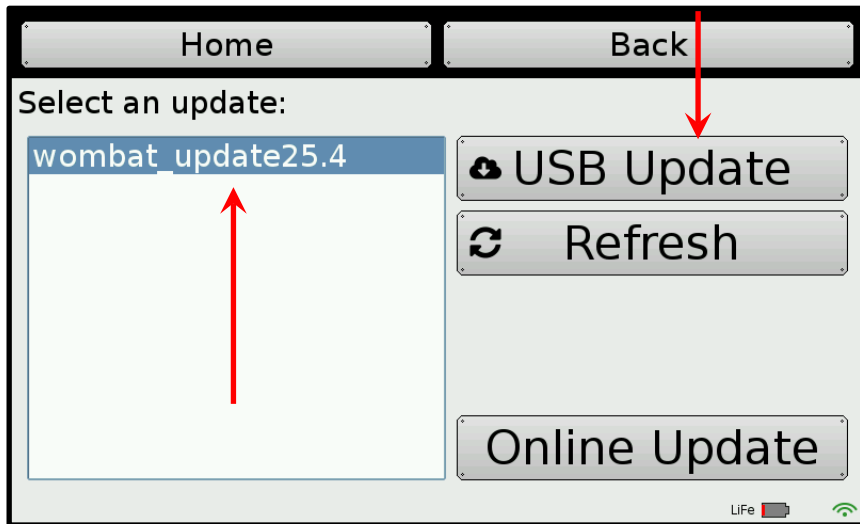 Home
Back
Select an update:
wombat_update25.4
USB Update
Refresh
Online Update
LiFe